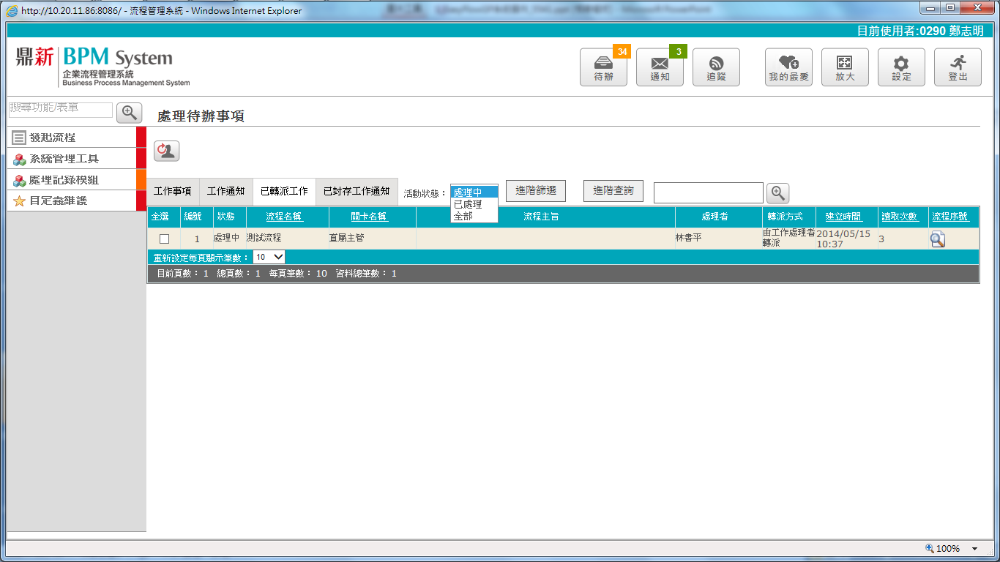 http://10.20.11.86:8086/ - 流程管理系統 - Windows Internet Explorer
目前使用者:0290 鄭志明
鼎新 BPM System
企業流程管理系統
Business Process Management System
34
3
待辦 通知 追蹤 我的最愛 放大 設定 登出
搜尋功能/表單
處理待辦事項
發起流程
系統管理工具
處理記錄模組
自定義維護
工作事項 工作通知 已轉派工作 已封存工作通知 活動狀態： 處理中 進階篩選 進階查詢
已處理
全部
全選 編號 狀態 流程名稱 關卡名稱 流程主旨 處理者 轉派方式 建立時間 讀取次數 流程序號
1 處理中 測試流程 直屬主管 林書平 由工作處理者轉派 2014/05/15 10:37 3
重新設定每頁顯示筆數： 10
目前頁數： 1 總頁數： 1 每頁筆數： 10 資料總筆數： 1
100%